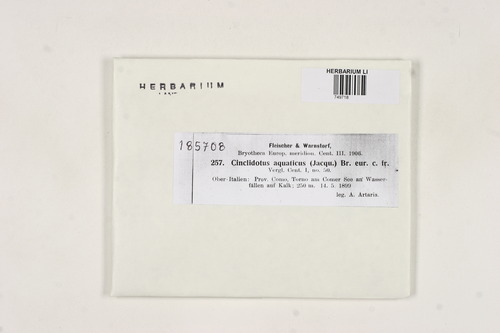 HERBARIUM LI
HERBARIUM
185708
Fleischer & Warnstorf,
Bryotheca Europ. meridion. Cent. III, 1906.
257. Cinclidotus aquaticus (Jacqu.) Br. eur. c. fr.
Vergl. Cent. I, no. 50.
Ober-Italien: Prov. Como, Torno am Comer See an Wasser-
fällen auf Kalk; 250 m. 14. 5. 1899
leg. A. Artaria.